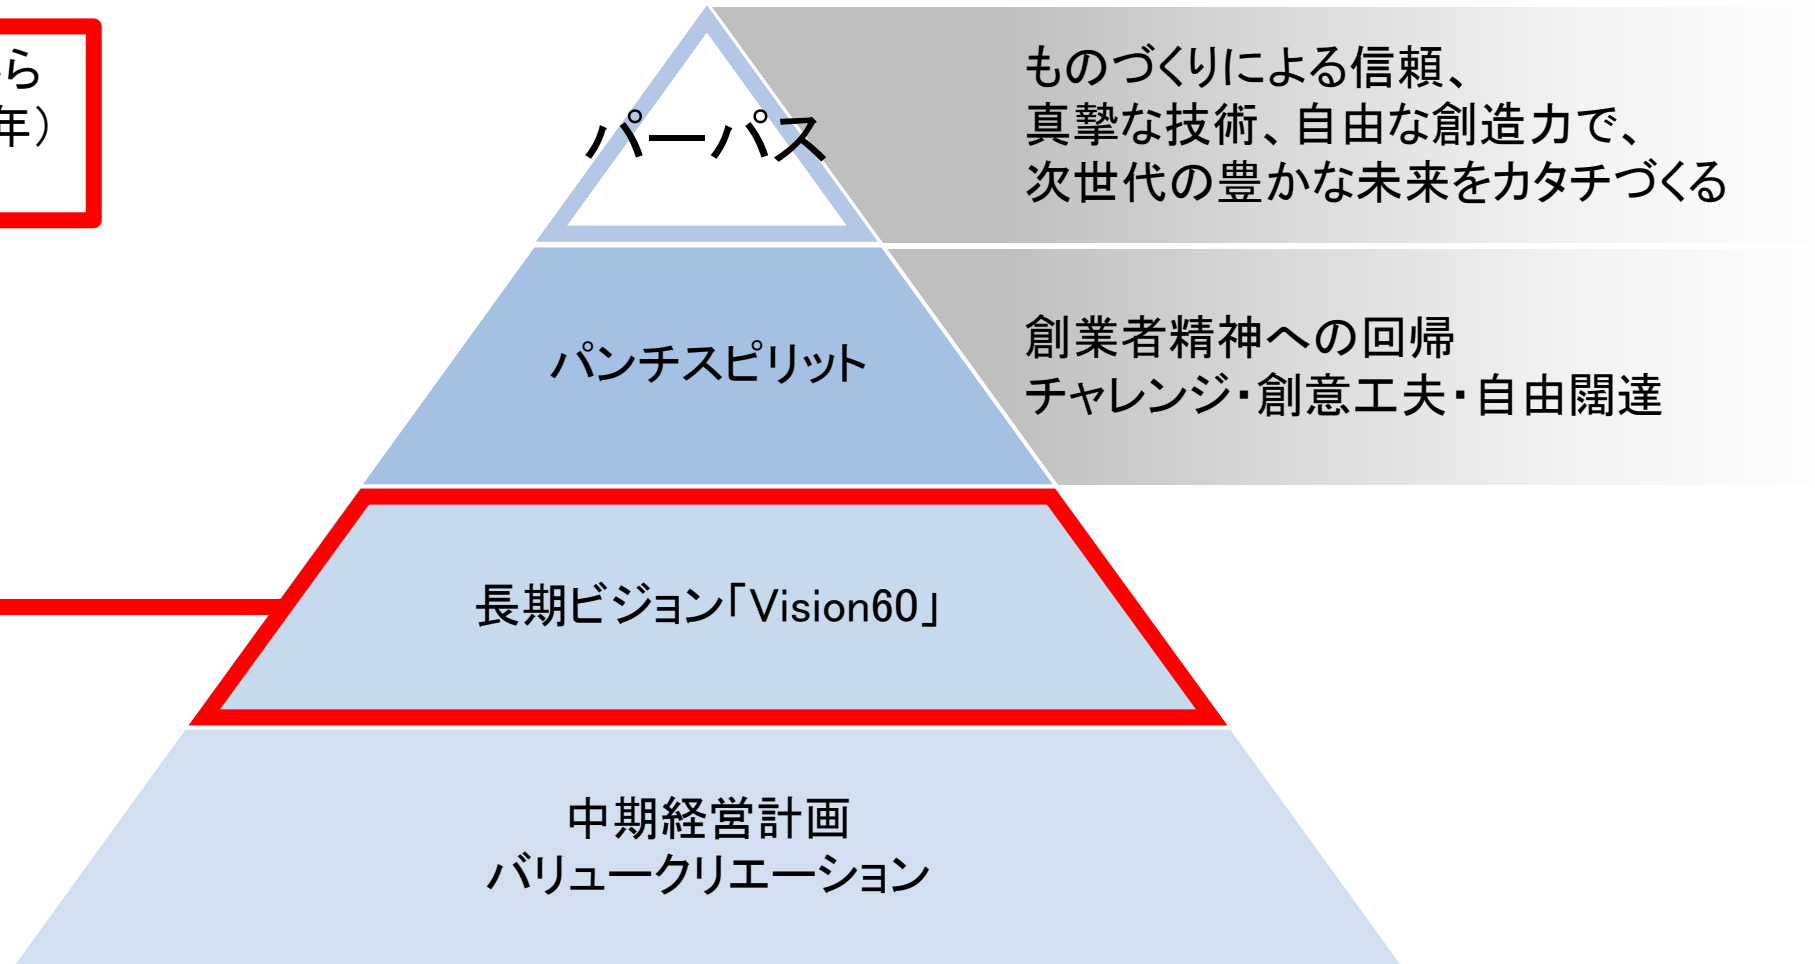 ら
年）
パーパス
ものづくりによる信頼、
真摯な技術、自由な創造力で、
次世代の豊かな未来をカタチづくる
パンチスピリット
創業者精神への回帰
チャレンジ・創意工夫・自由闊達
長期ビジョン「Vision60」
中期経営計画
バリュークリエーション